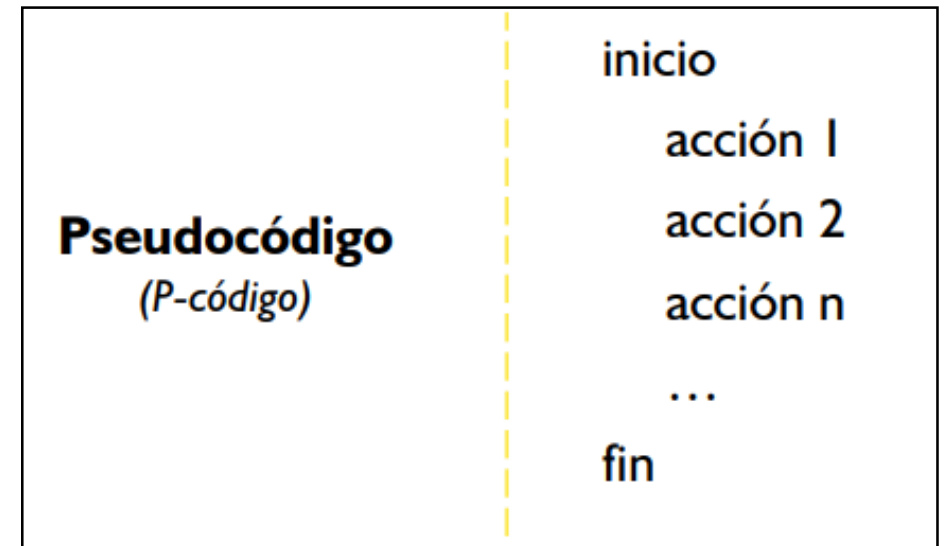 Pseudocódigo
(P-código)
inicio
acción 1
acción 2
acción n
…
fin